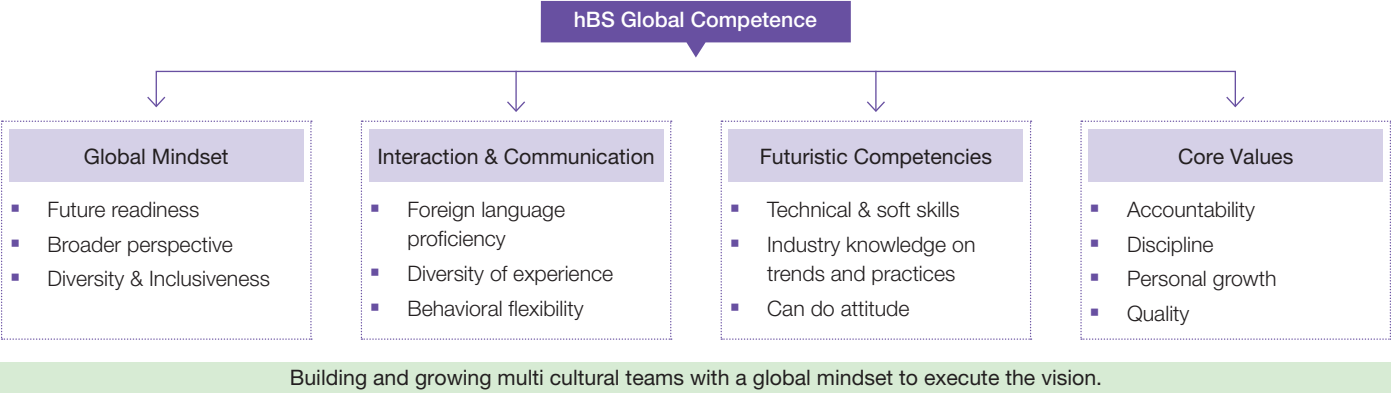 hBS Global Competence
Global Mindset
Future readiness
Broader perspective
Diversity & Inclusiveness
Interaction & Communication
Foreign language
proficiency
Diversity of experience
Behavioral flexibility
Futuristic Competencies
Technical & soft skills
Industry knowledge on
trends and practices
Can do attitude
Core Values
Accountability
Discipline
Personal growth
Quality
Building and growing multi cultural teams with a global mindset to execute the vision.